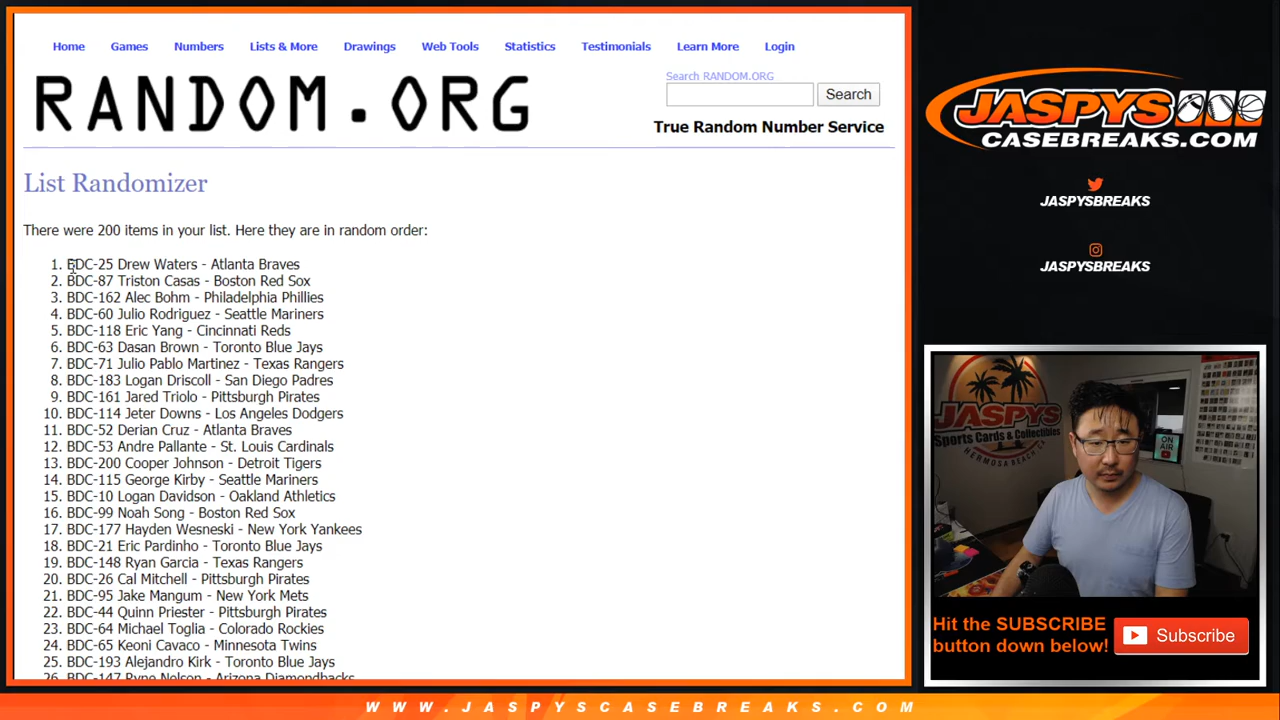 Home Games Numbers Lists & More Drawings Web Tools Statistics Testimonials Learn More Login
RANDOM.ORG
Search RANDOM.ORG
Search
True Random Number Service
List Randomizer
There were 200 items in your list. Here they are in random order:
1. BDC-25 Drew Waters - Atlanta Braves
2. BDC-87 Triston Casas - Boston Red Sox
3. BDC-162 Alec Bohm - Philadelphia Phillies
4. BDC-60 Julio Rodriguez - Seattle Mariners
5. BDC-118 Eric Yang - Cincinnati Reds
6. BDC-63 Dasan Brown - Toronto Blue Jays
7. BDC-71 Julio Pablo Martinez - Texas Rangers
8. BDC-183 Logan Driscoll - San Diego Padres
9. BDC-161 Jared Triolo - Pittsburgh Pirates
10. BDC-114 Jeter Downs - Los Angeles Dodgers
11. BDC-52 Derian Cruz - Atlanta Braves
12. BDC-53 Andre Pallante - St. Louis Cardinals
13. BDC-200 Cooper Johnson - Detroit Tigers
14. BDC-115 George Kirby - Seattle Mariners
15. BDC-10 Logan Davidson - Oakland Athletics
16. BDC-99 Noah Song - Boston Red Sox
17. BDC-177 Hayden Wesneski - New York Yankees
18. BDC-21 Eric Pardinho - Toronto Blue Jays
19. BDC-148 Ryan Garcia - Texas Rangers
20. BDC-26 Cal Mitchell - Pittsburgh Pirates
21. BDC-95 Jake Mangum - New York Mets
22. BDC-44 Quinn Priester - Pittsburgh Pirates
23. BDC-64 Michael Toglia - Colorado Rockies
24. BDC-65 Keoni Cavaco - Minnesota Twins
25. BDC-193 Alejandro Kirk - Toronto Blue Jays
26. BDC-147 Ryne Nelson - Arizona Diamondbacks
JASPYS
CASEBREAKS.COM
JASPYSBREAKS
JASPYSBREAKS
JASPYS
Sports Cards & Collectibles
HERMOSA BEACH, CA
ON AIR
Hit the SUBSCRIBE
button down below!
Subscribe
WWW.JASPYSCASEBREAKS.COM